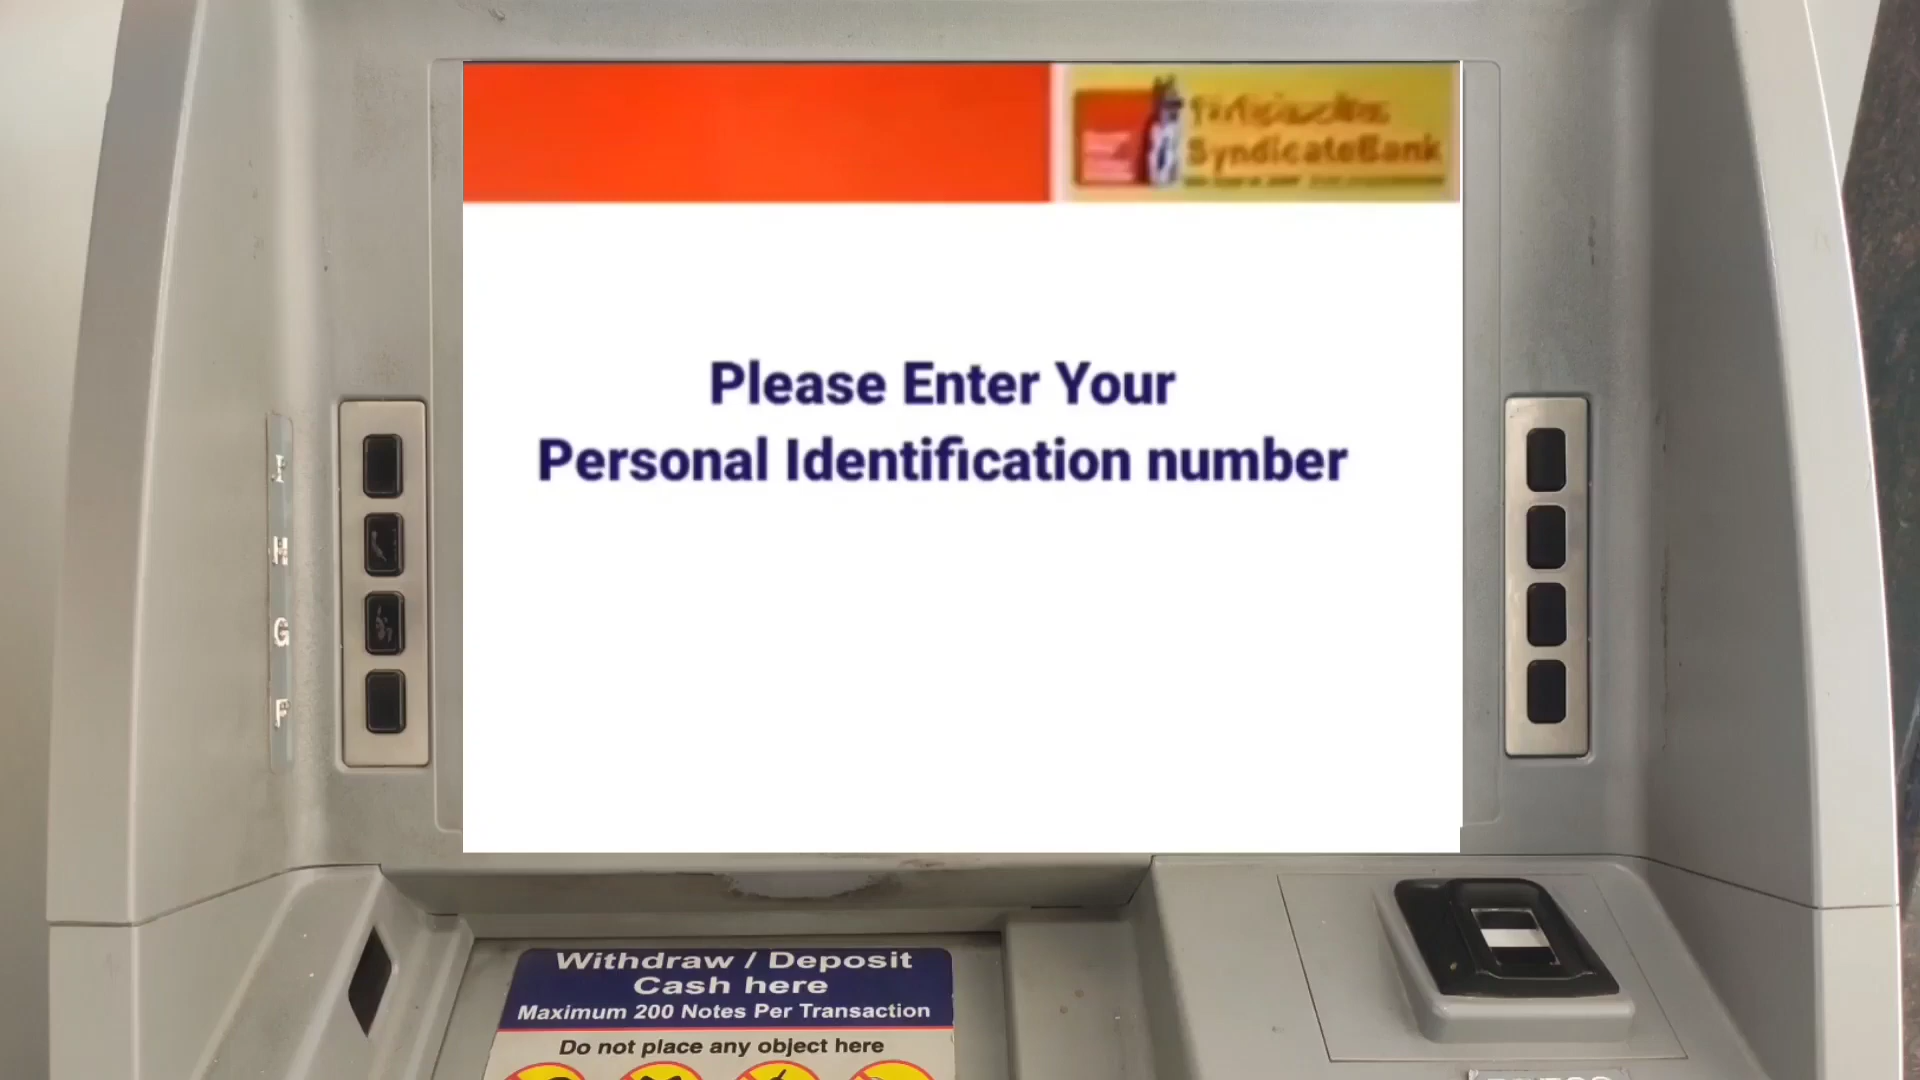 SyndicateBank
Please Enter Your
Personal Identification number
I
H
G
F
Withdraw / Deposit
Cash here
Maximum 200 Notes Per Transaction
Do not place any object here